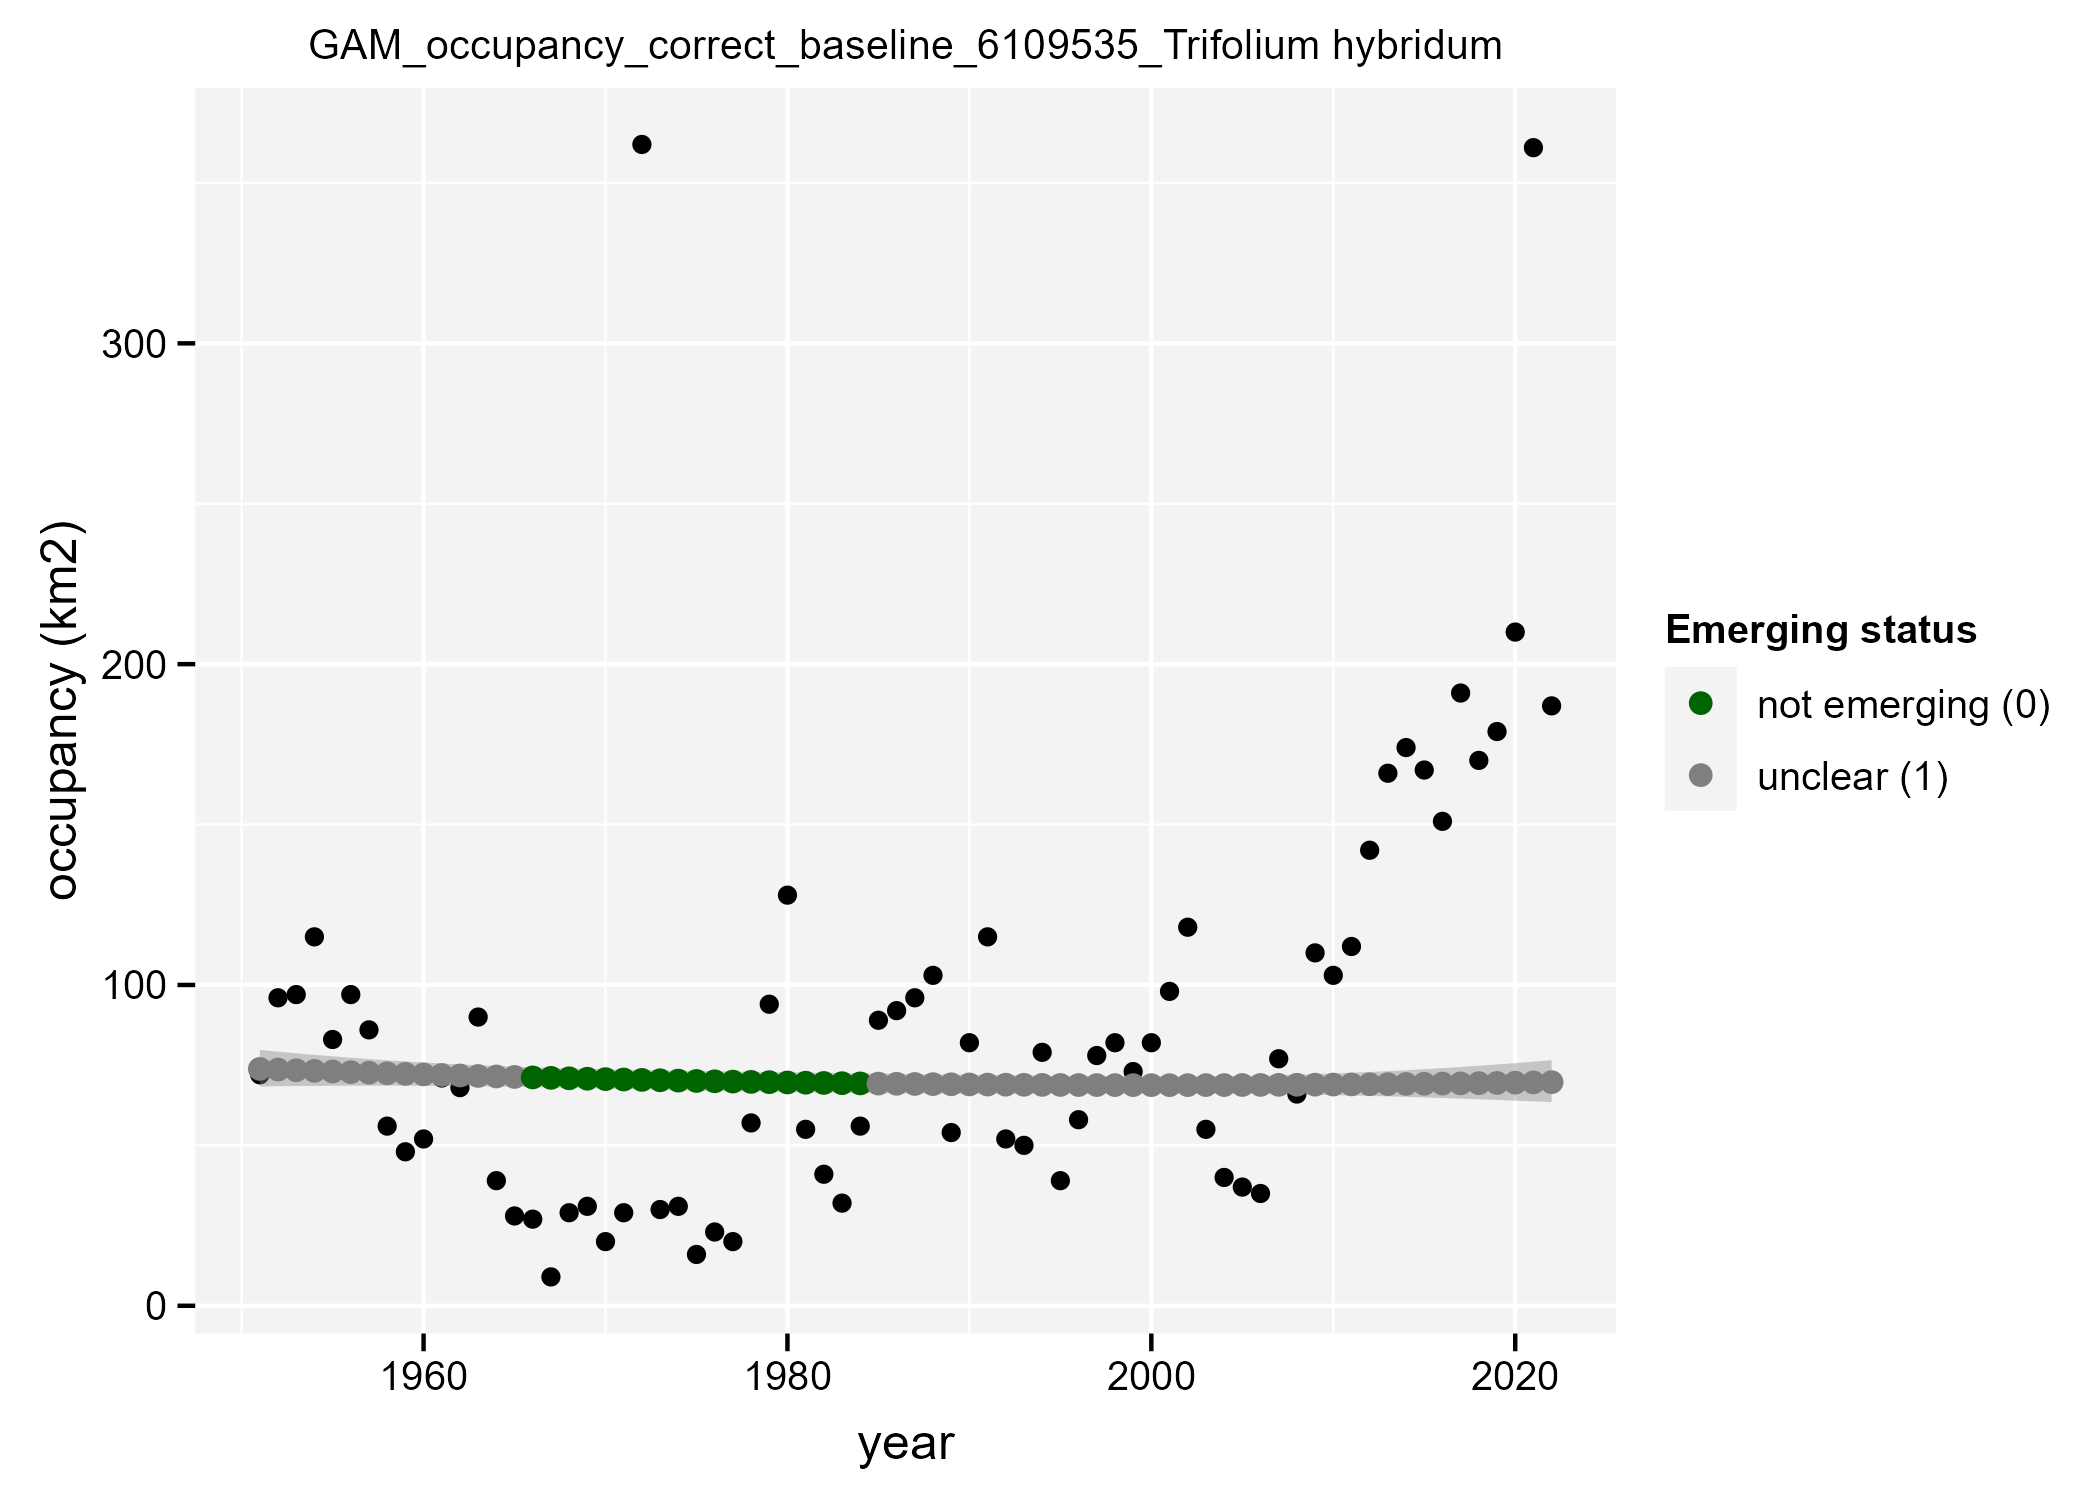 GAM_occupancy_correct_baseline_6109535_Trifolium hybridum
occupancy (km2)
300
200
100
0
1960 1980 2000 2020
year
Emerging status
not emerging (0)
unclear (1)